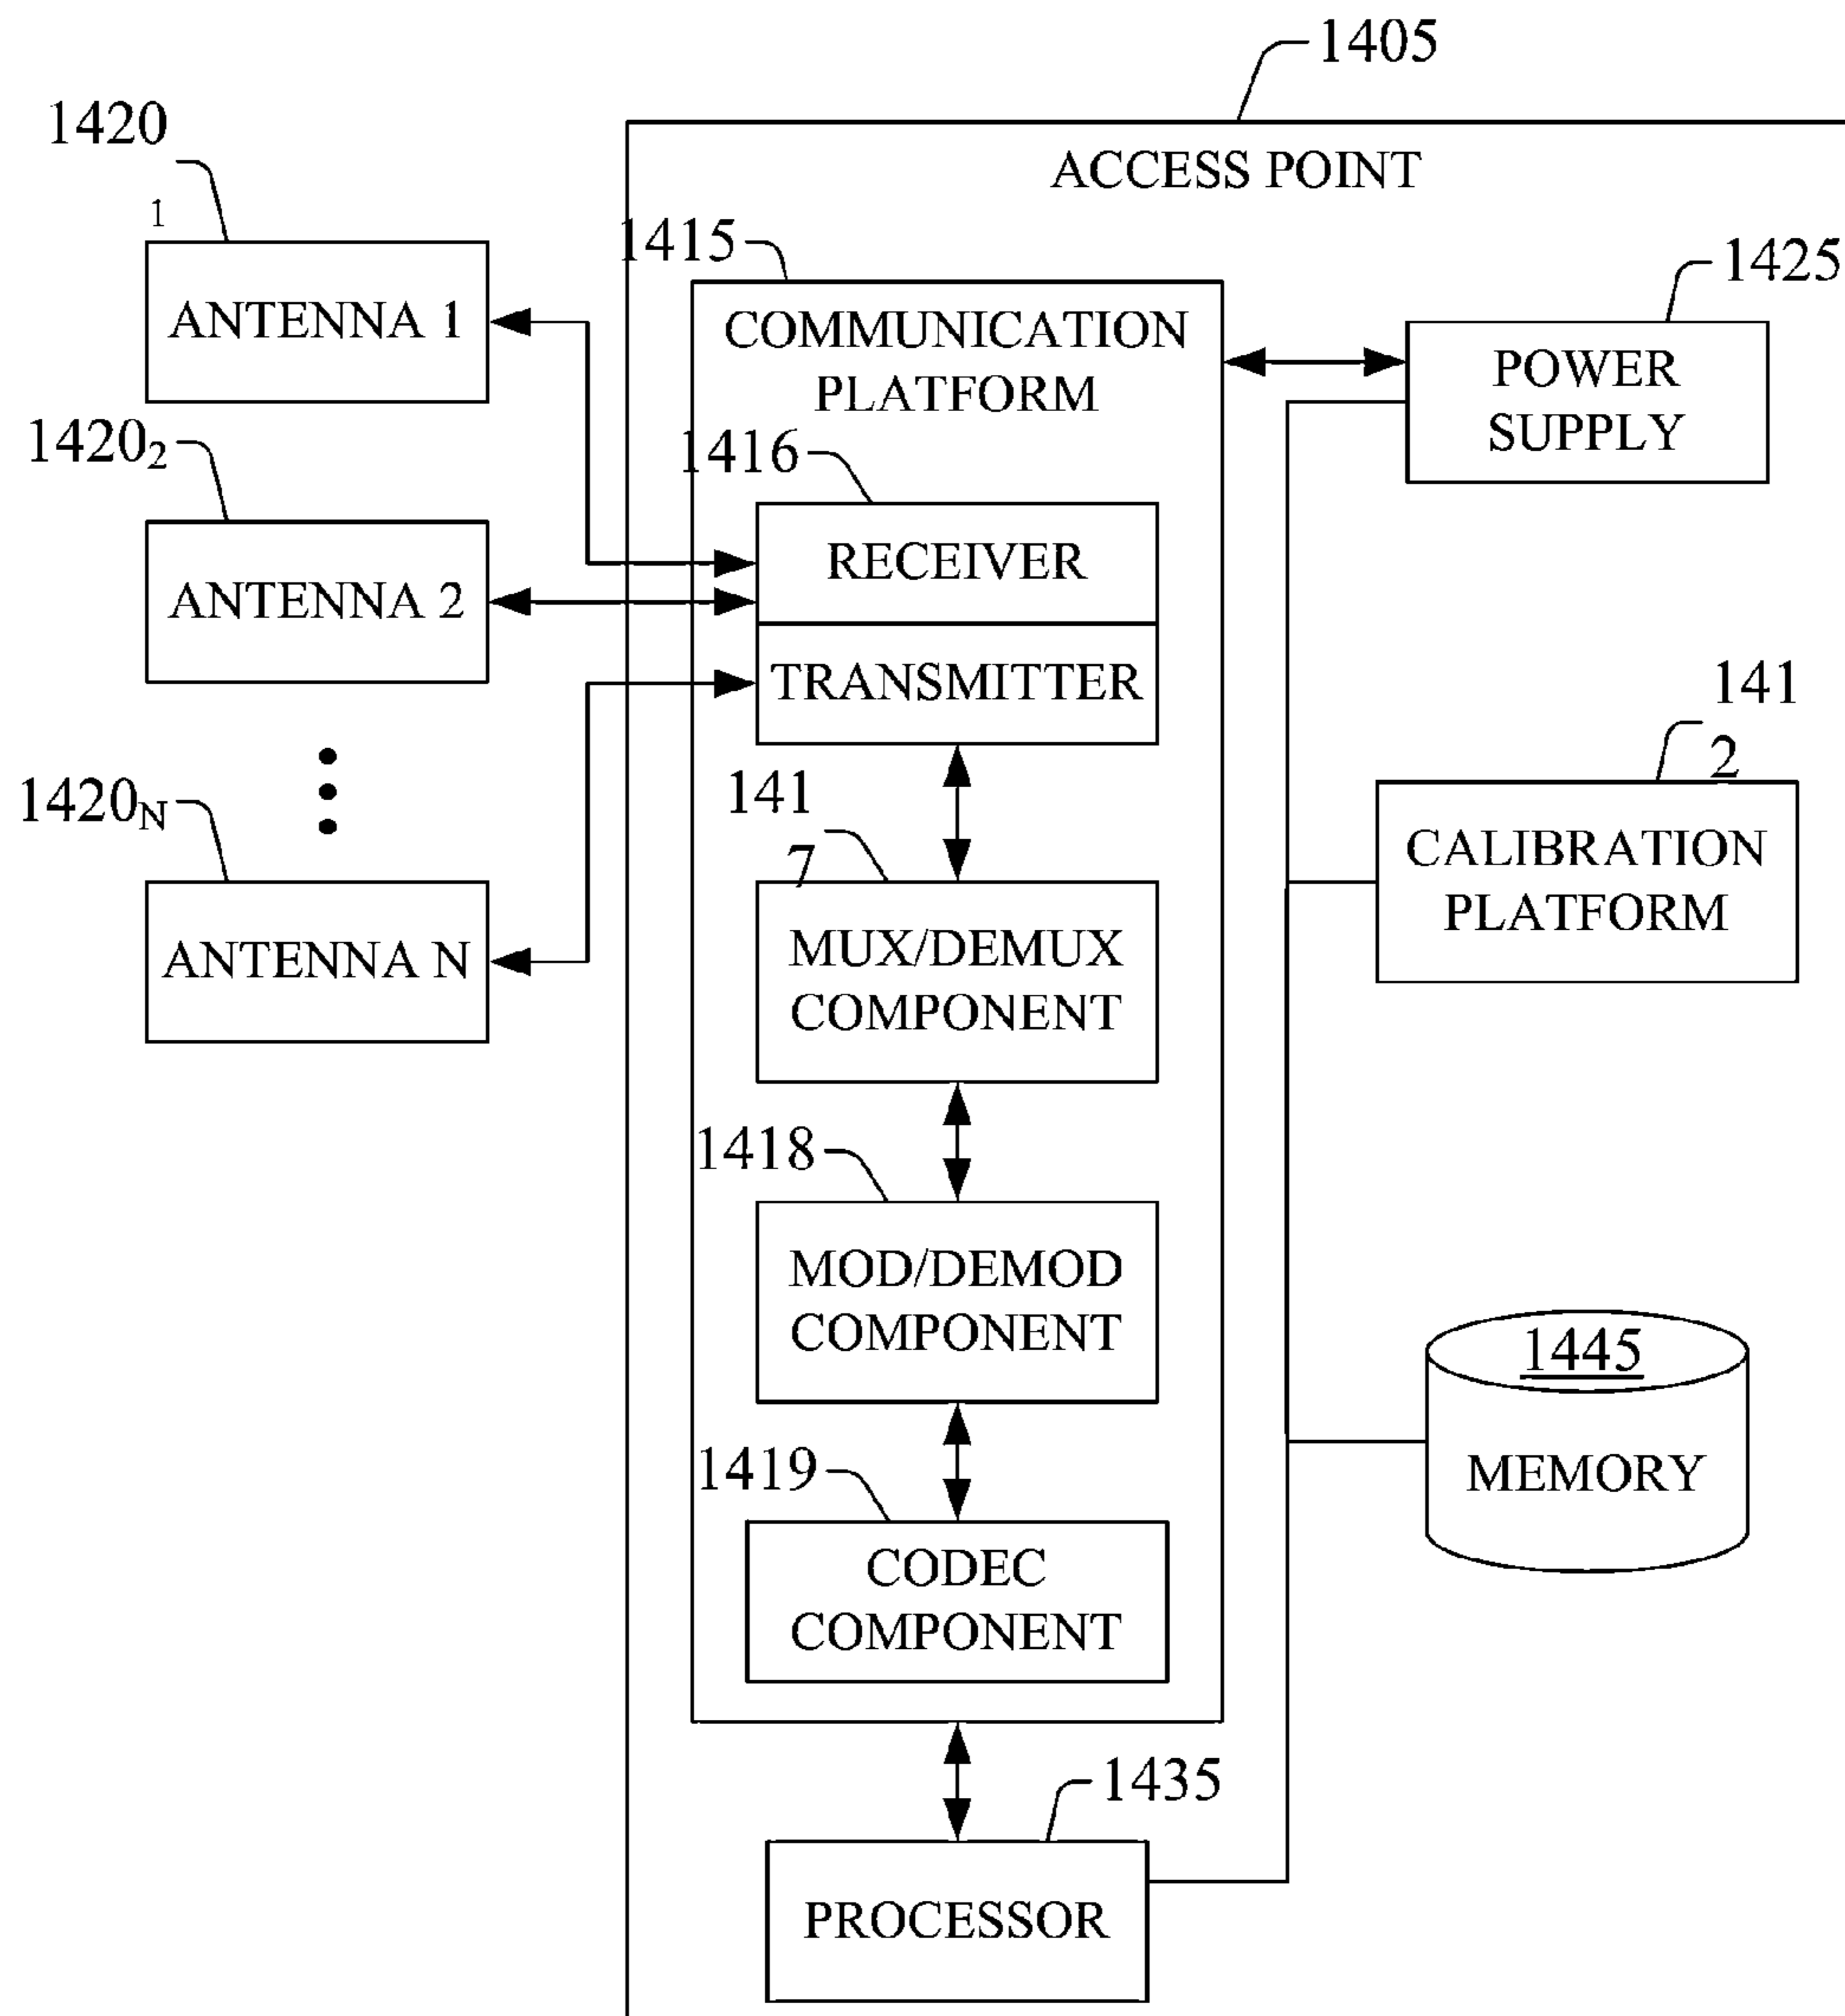 1405
ACCESS POINT
1420
1
ANTENNA 1
1420₂
ANTENNA 2
1420N
ANTENNA N
1415
COMMUNICATION
PLATFORM
1416
RECEIVER
TRANSMITTER
141
7
MUX/DEMUX
COMPONENT
1418
MOD/DEMOD
COMPONENT
1419
CODEC
COMPONENT
1435
PROCESSOR
1425
POWER
SUPPLY
141
2
CALIBRATION
PLATFORM
1445
MEMORY